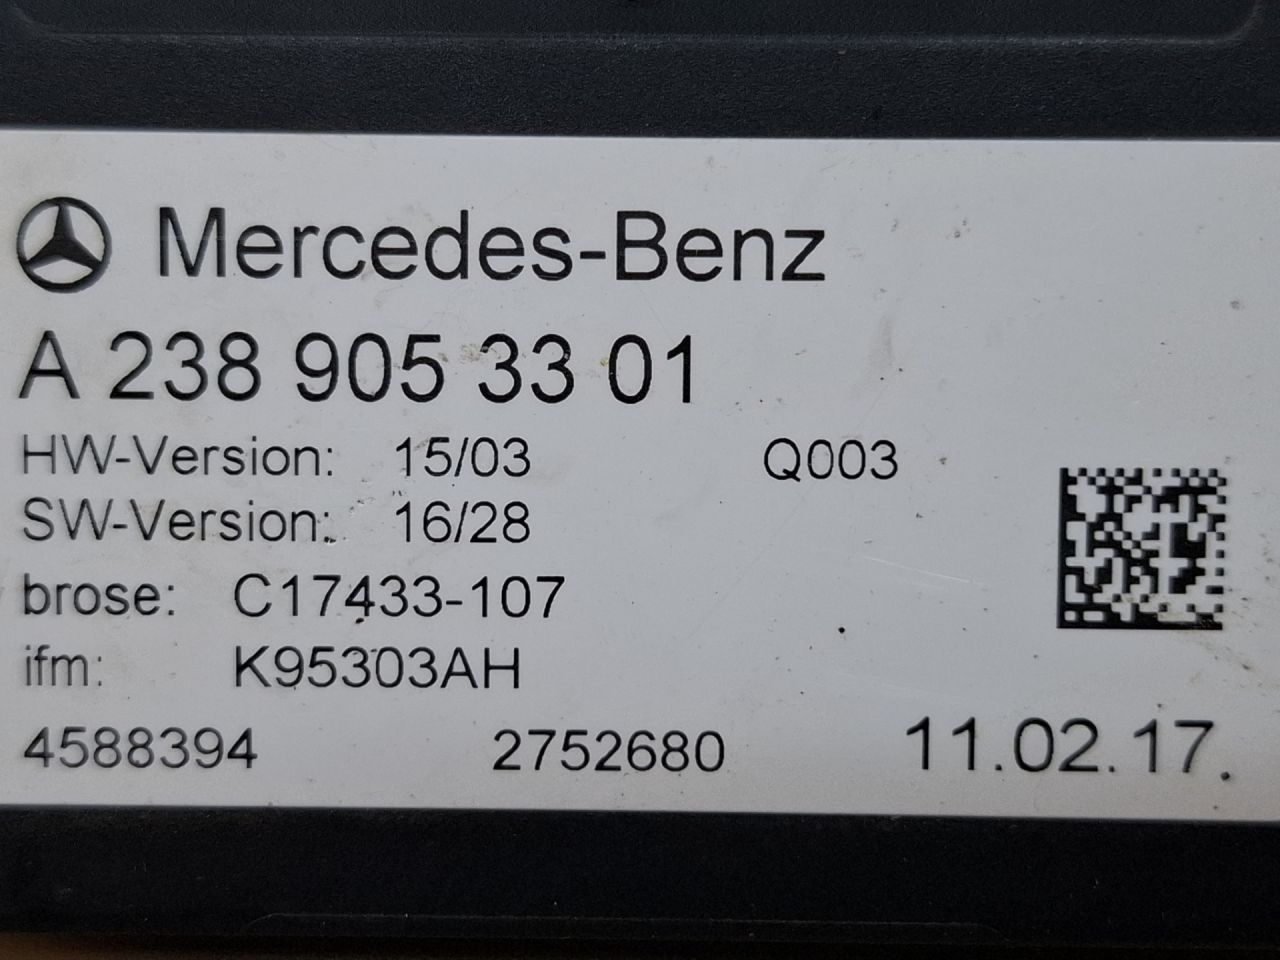 Mercedes-Benz
A 238 905 33 01
HW-Version: 15/03 Q003
SW-Version: 16/28
brose: C17433-107
ifm: K95303AH
4588394 2752680 11.02.17